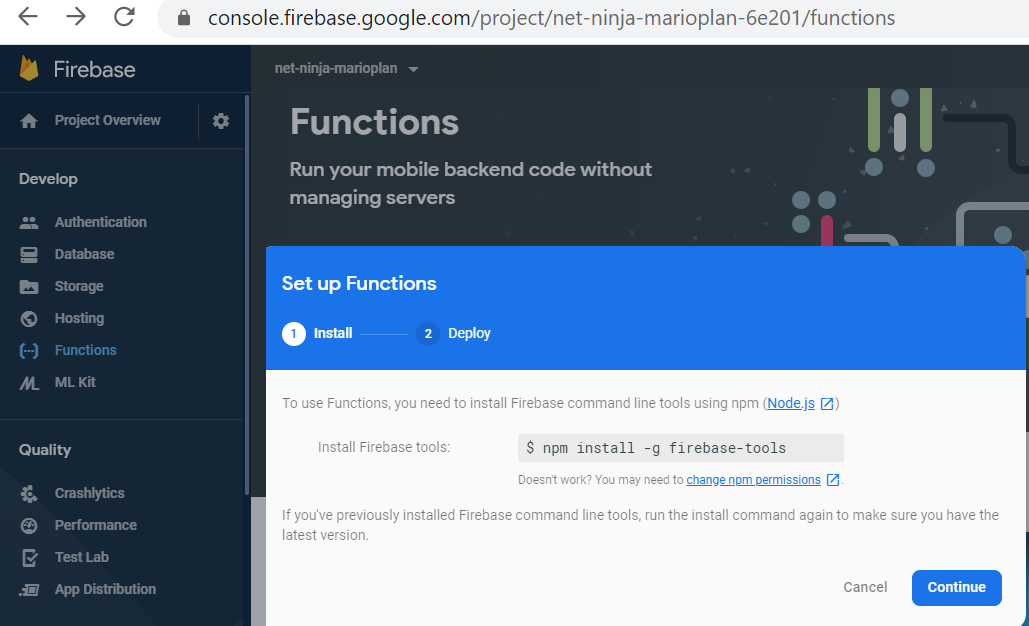 console.firebase.google.com/project/net-ninja-marioplan-6e201/functions
Firebase
net-ninja-marioplan
Project Overview
Functions
Run your mobile backend code without
managing servers
Develop
Authentication
Database
Storage
Hosting
Functions
ML Kit
Quality
Crashlytics
Performance
Test Lab
App Distribution
Set up Functions
1 Install 2 Deploy
To use Functions, you need to install Firebase command line tools using npm (Node.js )
Install Firebase tools: $ npm install -g firebase-tools
Doesn't work? You may need to change npm permissions .
If you've previously installed Firebase command line tools, run the install command again to make sure you have the
latest version.
Cancel Continue